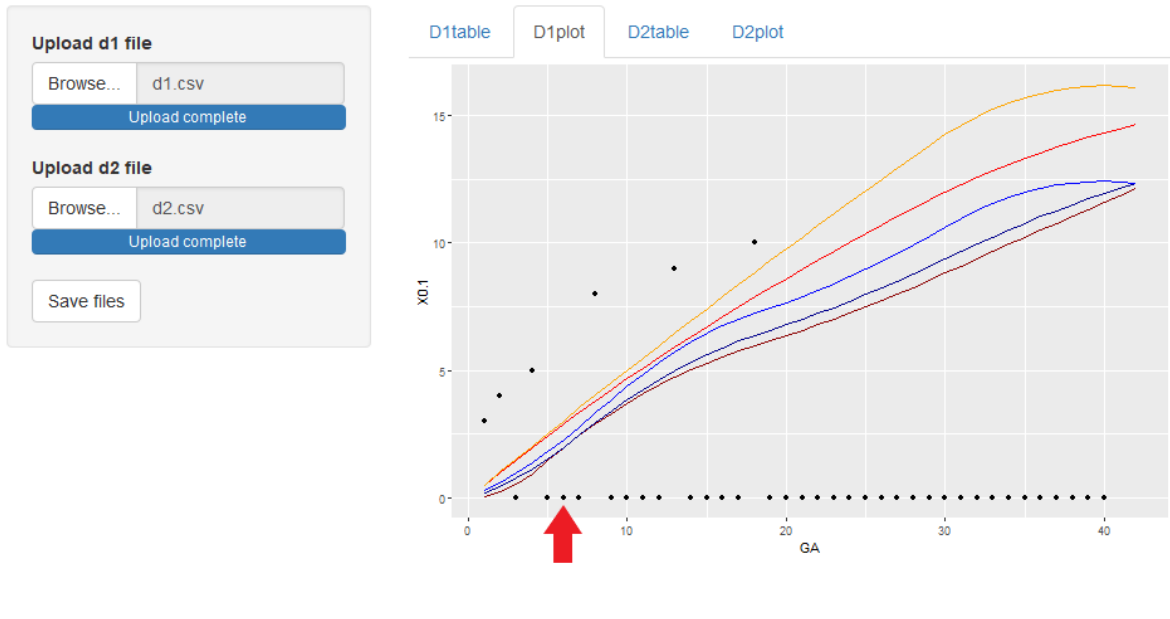 Upload d1 file
Browse... d1.csv
Upload complete
Upload d2 file
Browse... d2.csv
Upload complete
Save files
D1table D1plot D2table D2plot
15
10
5
0
X0.1
0 10 20 30 40
GA